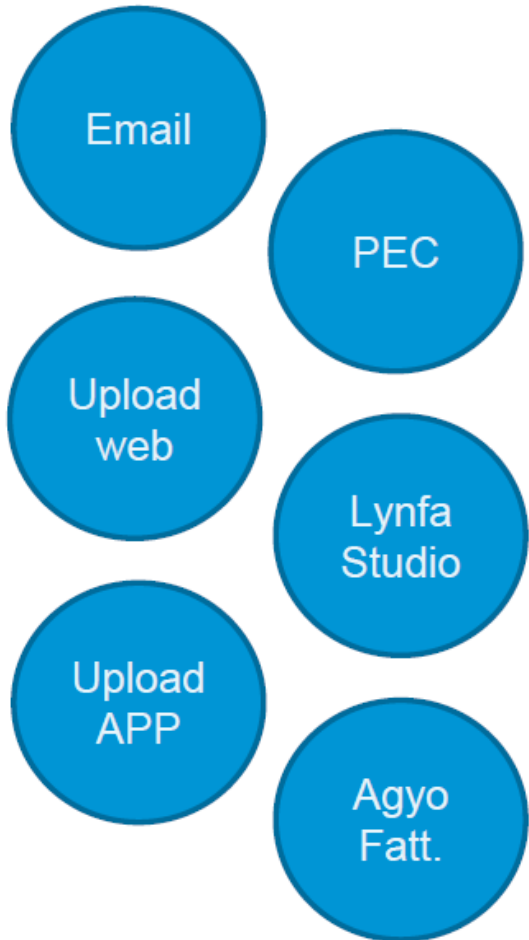 Email
PEC
Upload
web
Lynfa
Studio
Upload
APP
Agyo
Fatt.